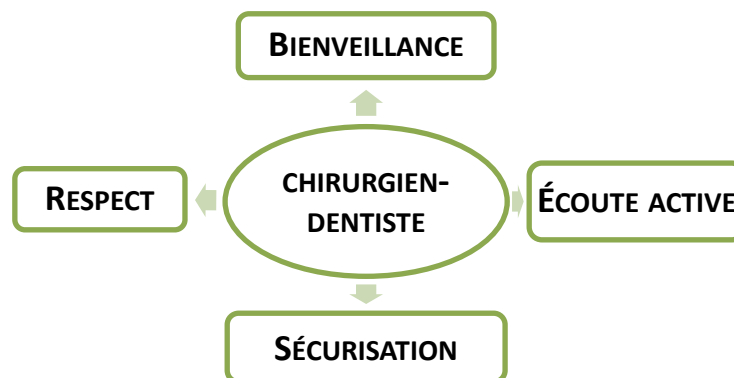 BIENVEILLANCE
RESPECT
CHIRURGIEN-
DENTISTE
ÉCOUTE ACTIVE
SÉCURISATION